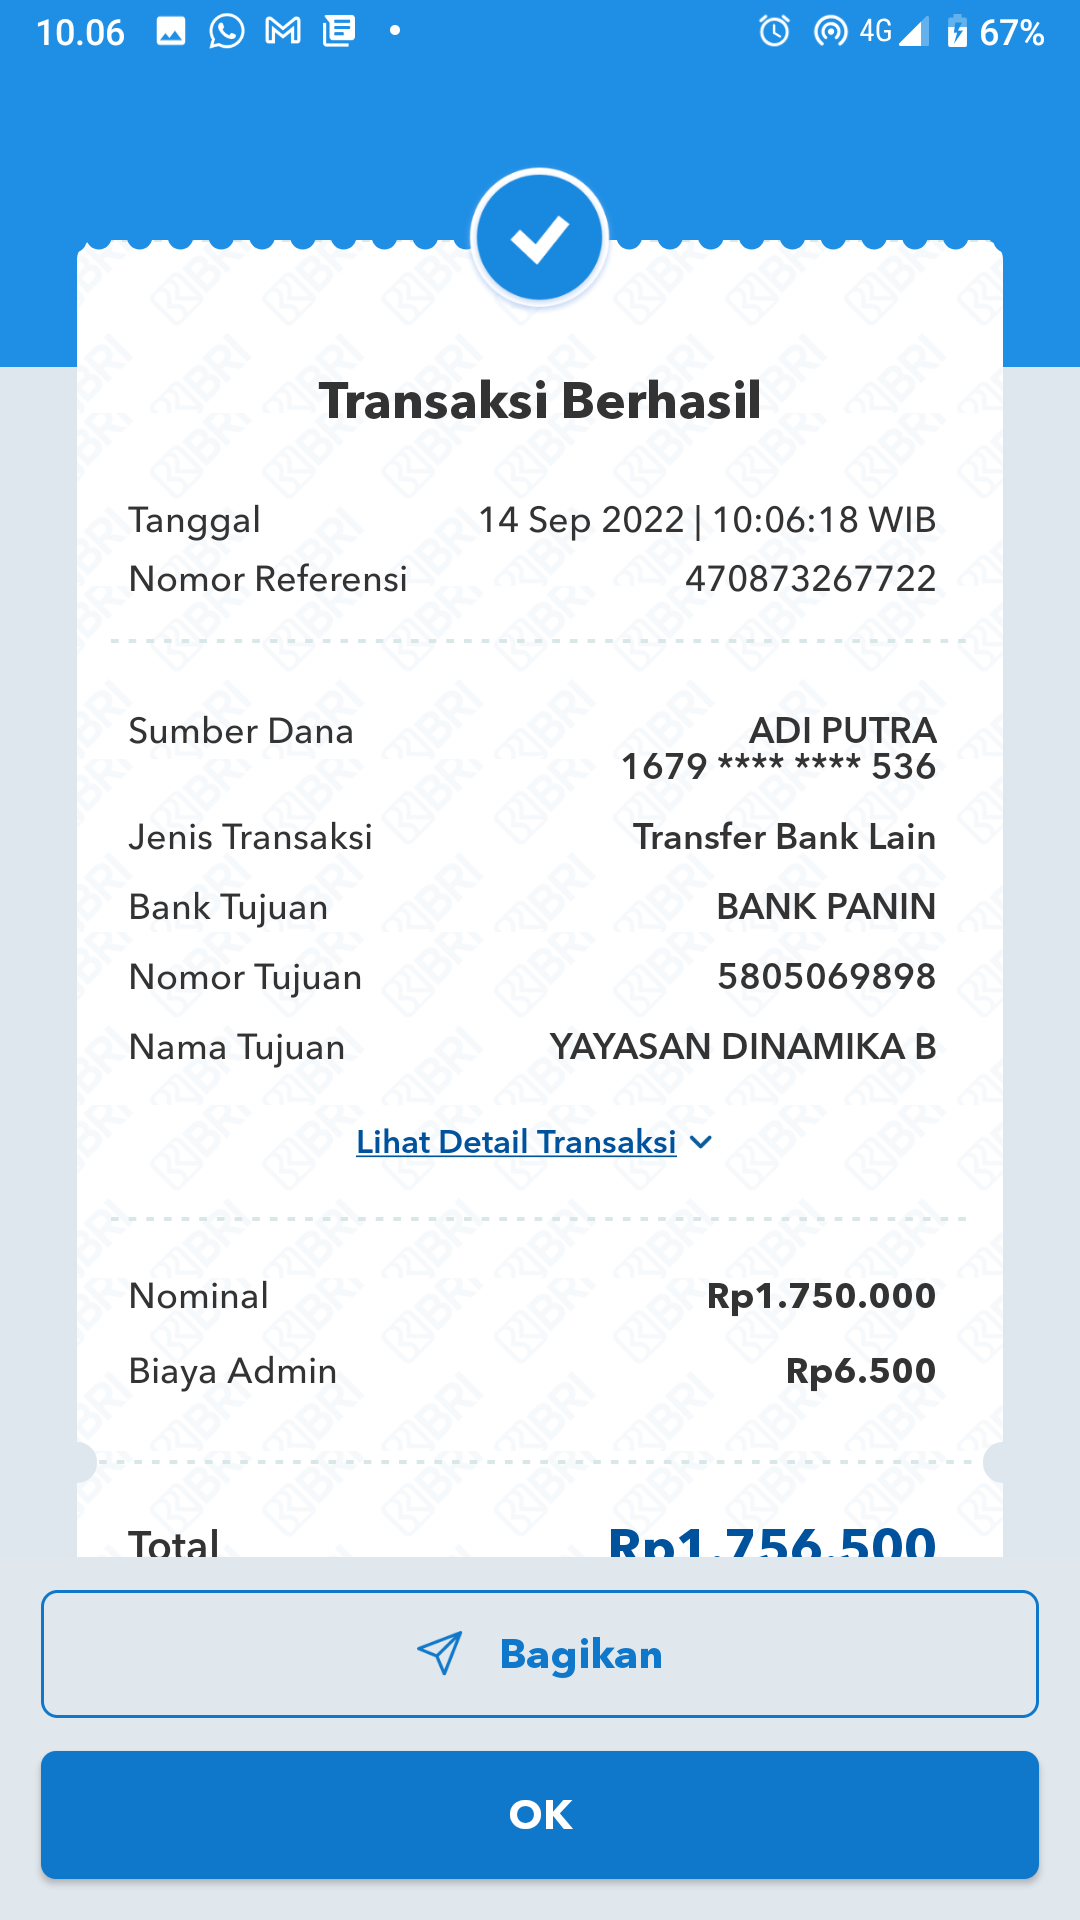 10.06 4G 67%
Transaksi Berhasil
Tanggal 14 Sep 2022 | 10:06:18 WIB
Nomor Referensi 470873267722
Sumber Dana ADI PUTRA
1679 **** **** 536
Jenis Transaksi Transfer Bank Lain
Bank Tujuan BANK PANIN
Nomor Tujuan 5805069898
Nama Tujuan YAYASAN DINAMIKA B
Lihat Detail Transaksi
Nominal Rp1.750.000
Biaya Admin Rp6.500
Total Rp1.756.500
Bagikan
OK
BRI